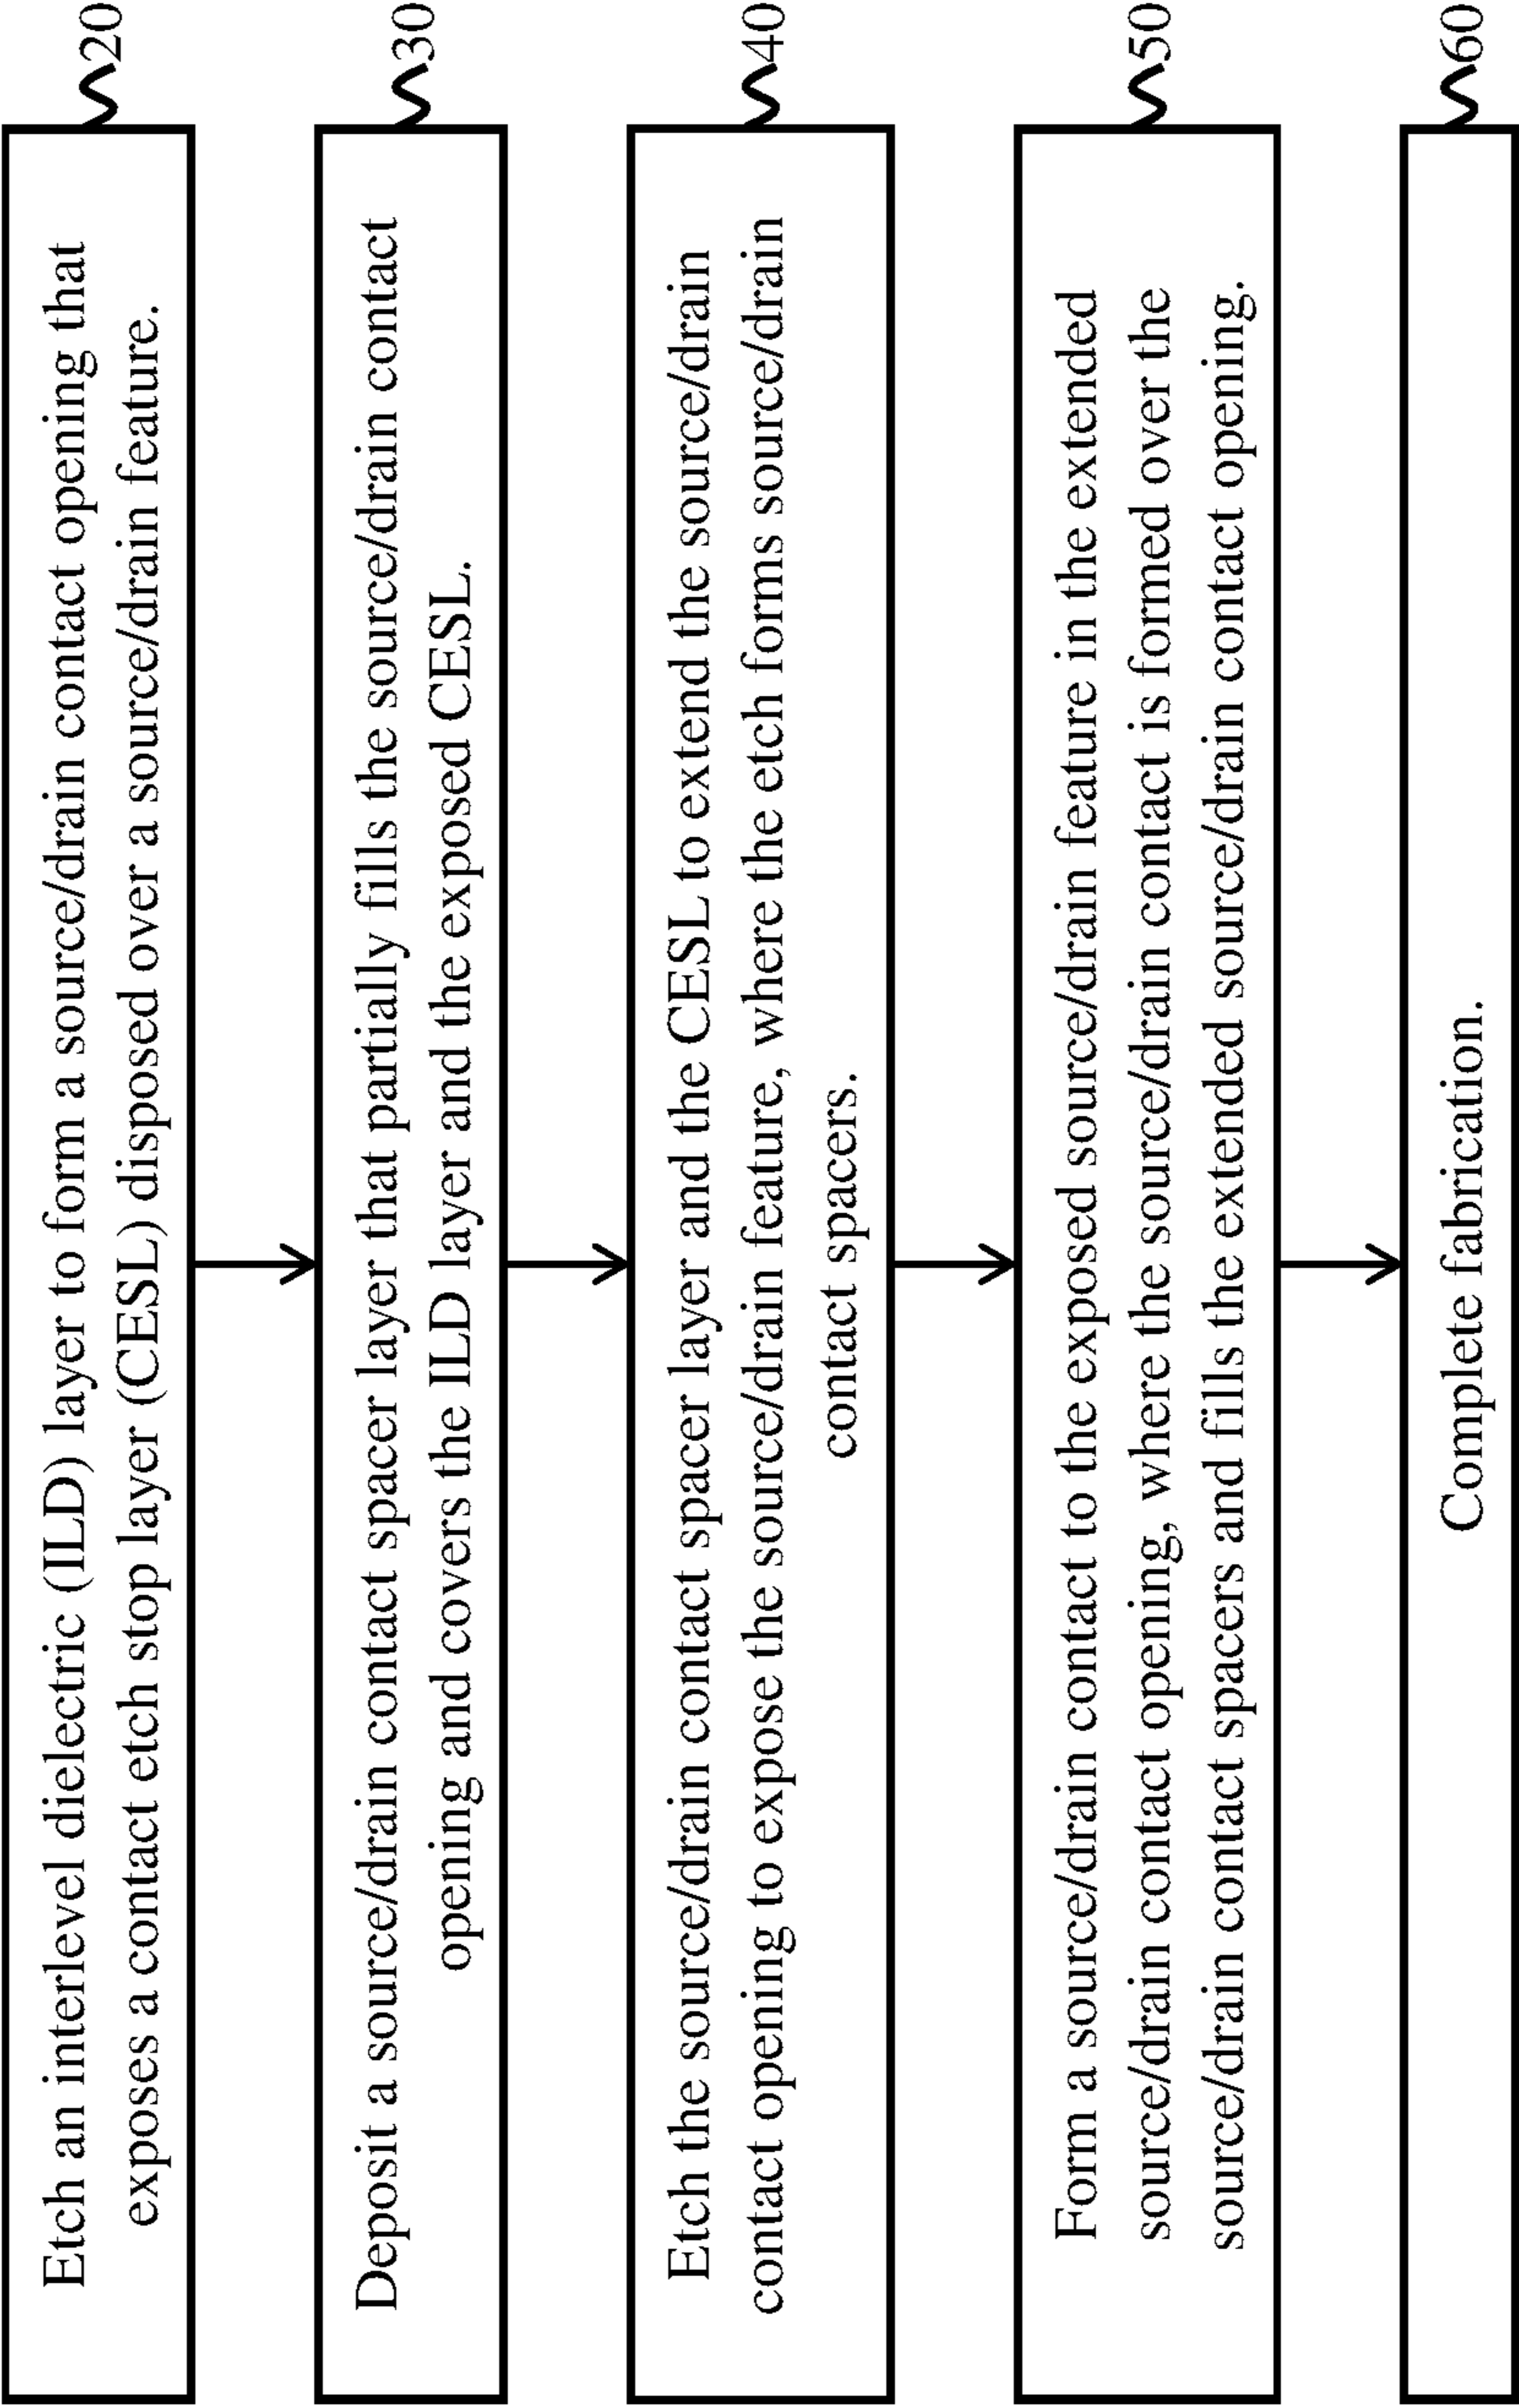 Etch an interlevel dielectric (ILD) layer to form a source/drain contact opening that
exposes a contact etch stop layer (CESL) disposed over a source/drain feature.
20
Deposit a source/drain contact spacer layer that partially fills the source/drain contact
opening and covers the ILD layer and the exposed CESL.
30
Etch the source/drain contact spacer layer and the CESL to extend the source/drain
contact opening to expose the source/drain feature, where the etch forms source/drain
contact spacers.
40
Form a source/drain contact to the exposed source/drain feature in the extended
source/drain contact opening, where the source/drain contact is formed over the
source/drain contact spacers and fills the extended source/drain contact opening.
50
Complete fabrication.
60